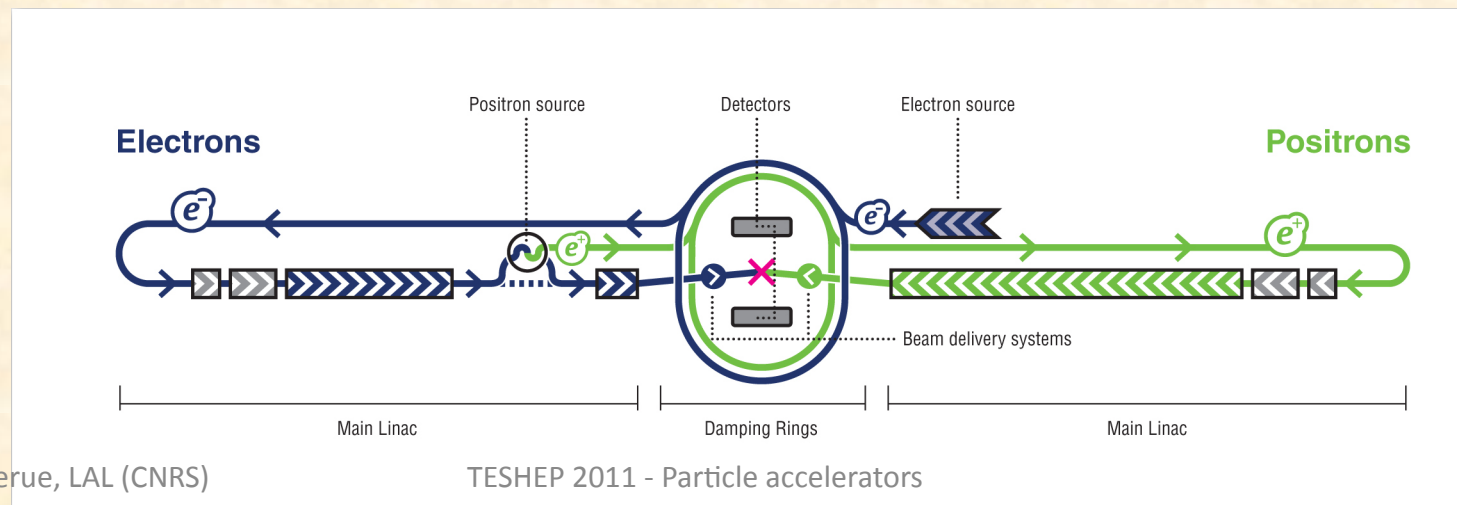 Positron source
Detectors
Electron source
Electrons
Positrons
e-
e-
e+
e+
Beam delivery systems
Main Linac
Damping Rings
Main Linac
LAL (CNRS)
TESHEP 2011 - Particle accelerators